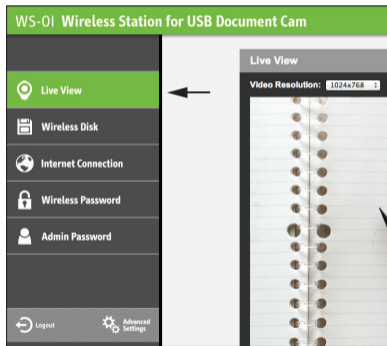 WS-01 Wireless Station for USB Document Cam
Live View
Live View
Video Resolution: 1024x768
Wireless Disk
Internet Connection
Wireless Password
Admin Password
Logout
Advanced
Settings